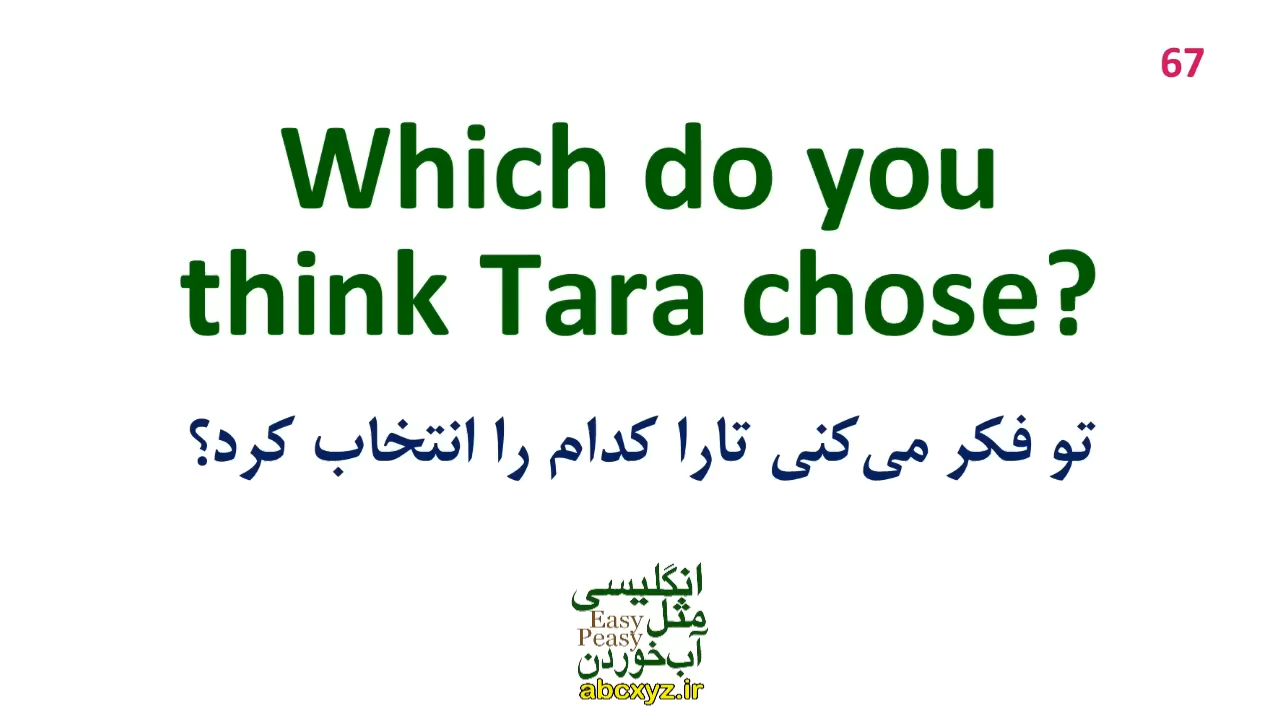 67
Which do you
think Tara chose?
تو فکر می‌کنی تارا کدام را انتخاب کرد؟
انگلیسی
مثل
Easy
Peasy
آب‌خوردن
abcxyz.ir